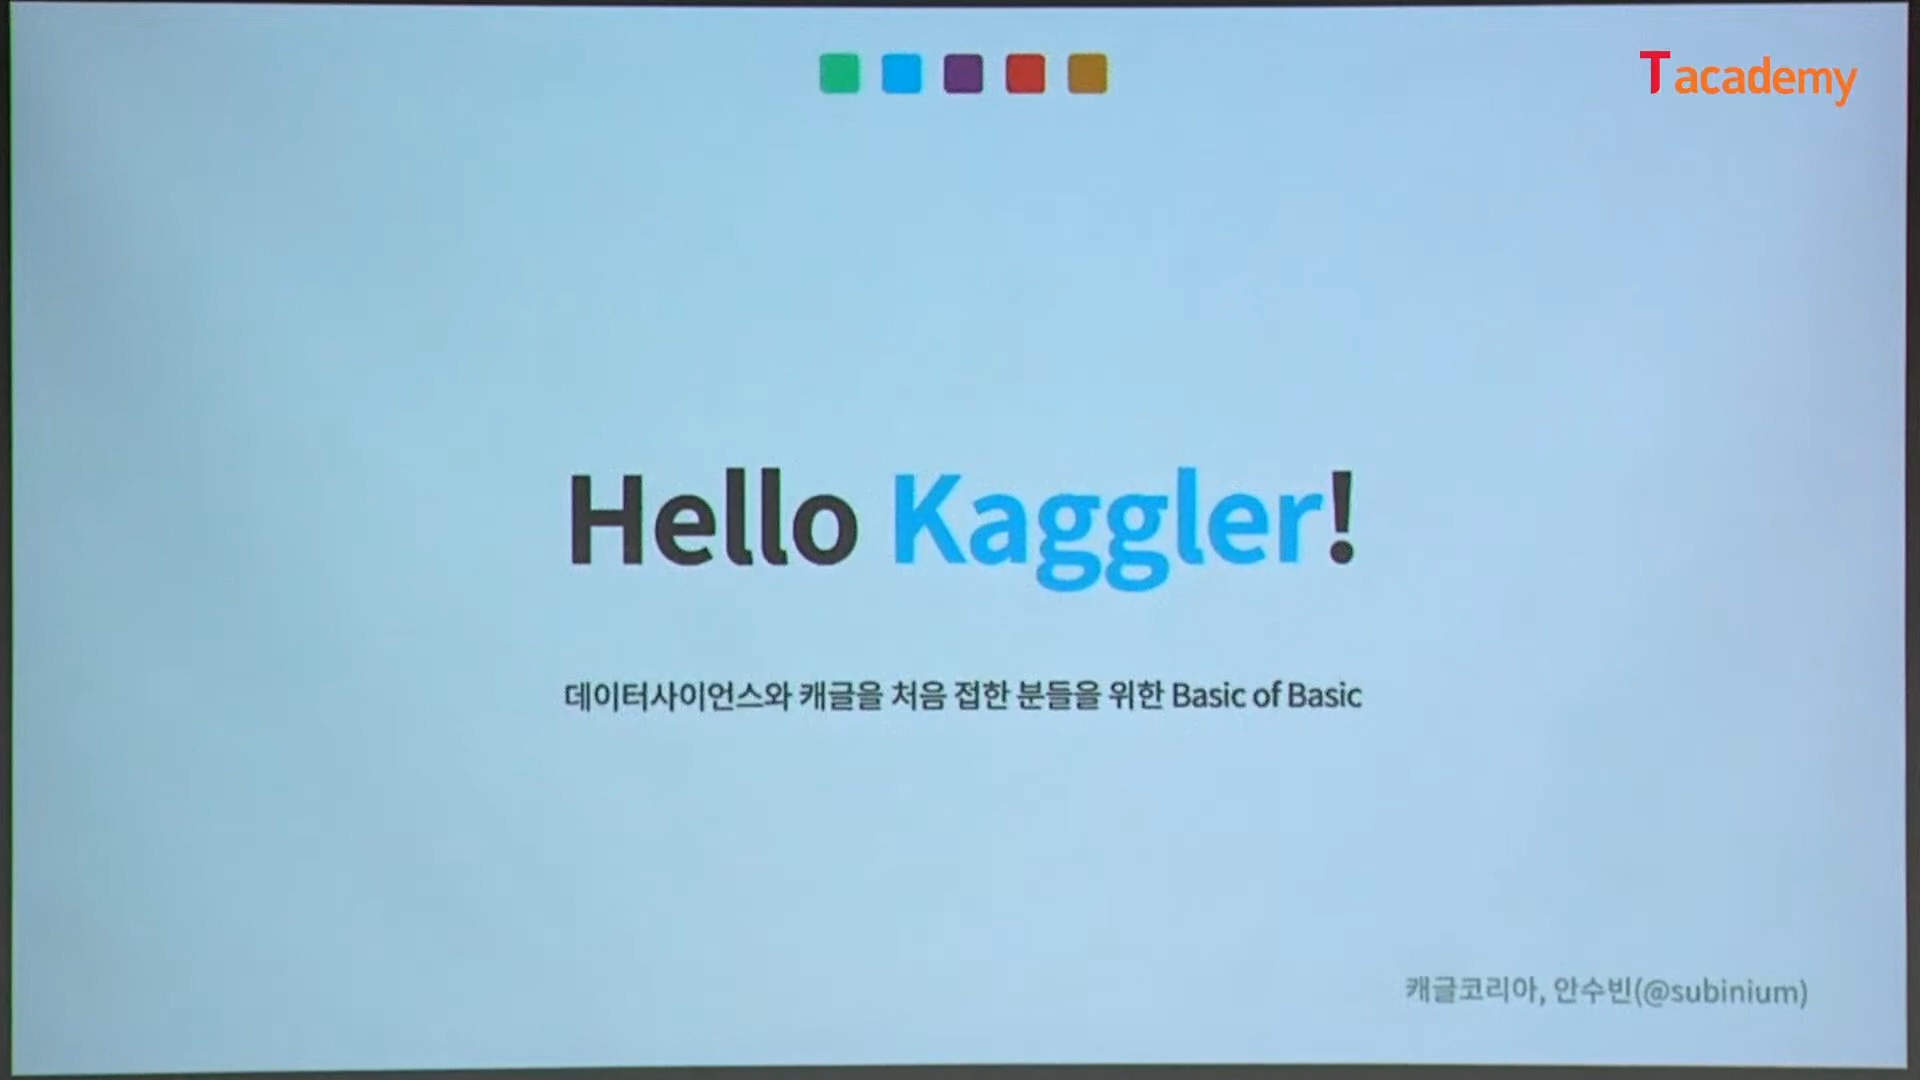 T academy
Hello Kaggler!
데이터사이언스와 캐글을 처음 접한 분들을 위한 Basic of Basic
캐글코리아, 안수빈(@subinium)